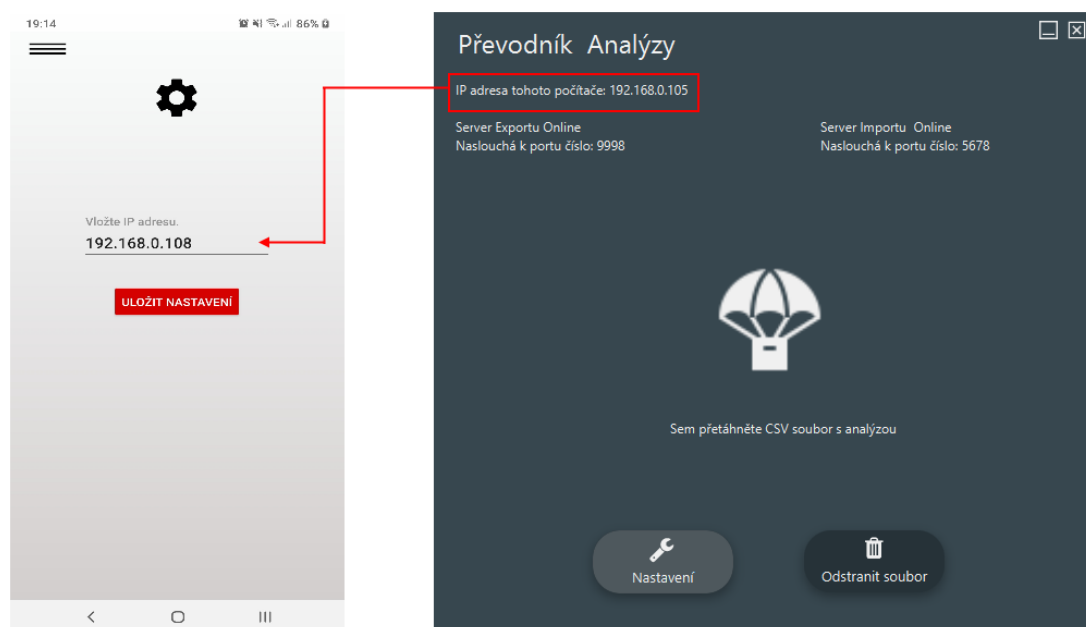 19:14
86%
Vložte IP adresu.
192.168.0.108
ULOŽIT NASTAVENÍ
Převodník Analýzy
IP adresa tohoto počítače: 192.168.0.105
Server Exportu Online
Naslouchá k portu číslo: 9998
Server Importu Online
Naslouchá k portu číslo: 5678
Sem přetáhněte CSV soubor s analýzou
Nastavení
Odstranit soubor